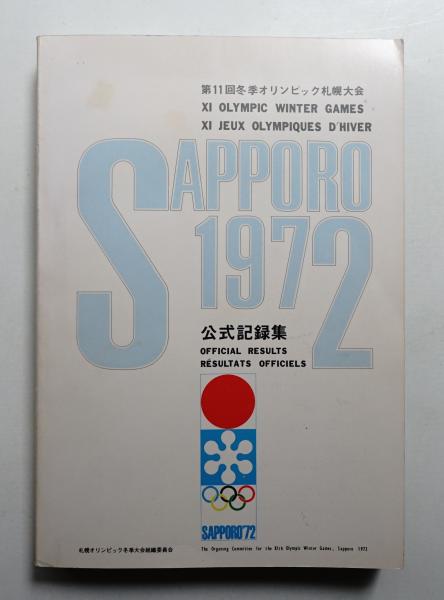 第11回冬季オリンピック札幌大会
XI OLYMPIC WINTER GAMES
XI JEUX OLYMPIQUES D'HIVER
SAPPORO
1972
公式記録集
OFFICIAL RESULTS
RÉSULTATS OFFICIELS
SAPPORO'72
札幌オリンピック冬季大会組織委員会
The Organizing Committee for the XIth Olympic Winter Games, Sapporo 1972